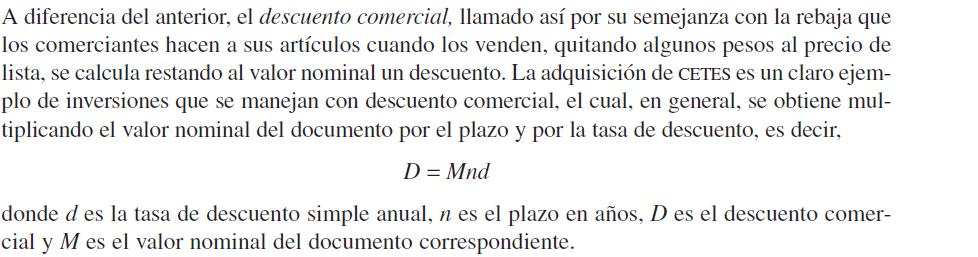 A diferencia del anterior, el descuento comercial, llamado así por su semejanza con la rebaja que
los comerciantes hacen a sus artículos cuando los venden, quitando algunos pesos al precio de
lista, se calcula restando al valor nominal un descuento. La adquisición de CETES es un claro ejem-
plo de inversiones que se manejan con descuento comercial, el cual, en general, se obtiene mul-
tiplicando el valor nominal del documento por el plazo y por la tasa de descuento, es decir,
D = Mnd
donde d es la tasa de descuento simple anual, n es el plazo en años, D es el descuento comer-
cial y M es el valor nominal del documento correspondiente.